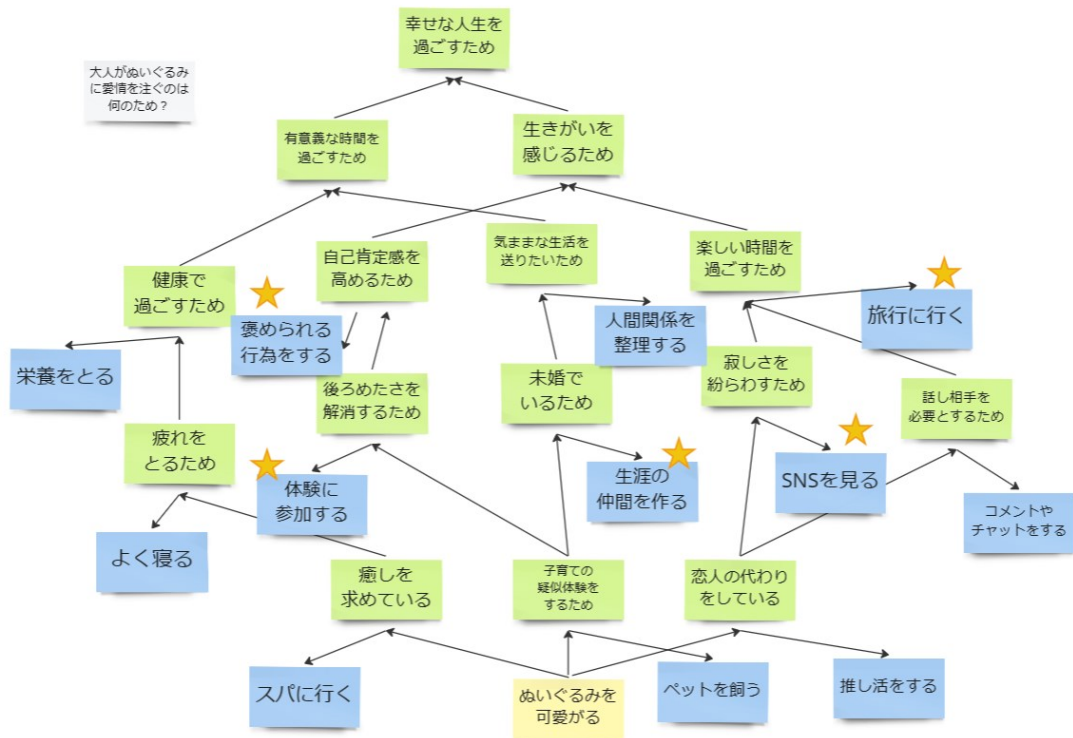 幸せな人生を
過ごすため
大人がぬいぐるみ
に愛情を注ぐのは
何のため？
有意義な時間を
過ごすため
生きがいを
感じるため
健康で
過ごすため
自己肯定感を
高めるため
気ままな生活を
送りたいため
楽しい時間を
過ごすため
褒められる
行為をする
人間関係を
整理する
旅行に行く
栄養をとる
後ろめたさを
解消するため
未婚で
いるため
寂しさを
紛らわすため
話し相手を
必要とするため
疲れを
とるため
体験に
参加する
生涯の
仲間を作る
SNSを見る
コメントや
チャットをする
よく寝る
癒しを
求めている
子育ての
疑似体験を
するため
恋人の代わり
をしている
スパに行く
ぬいぐるみを
可愛がる
ペットを飼う
推し活をする